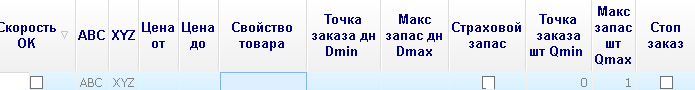 Скорость ОК
ABC
XYZ
Цена от
Цена до
Свойство товара
Точка заказа дн Dmin
Макс запас дн Dmax
Страховой запас
Точка заказа шт Qmin
Макс запас шт Qmax
Стоп заказ
ABC XYZ 0 1